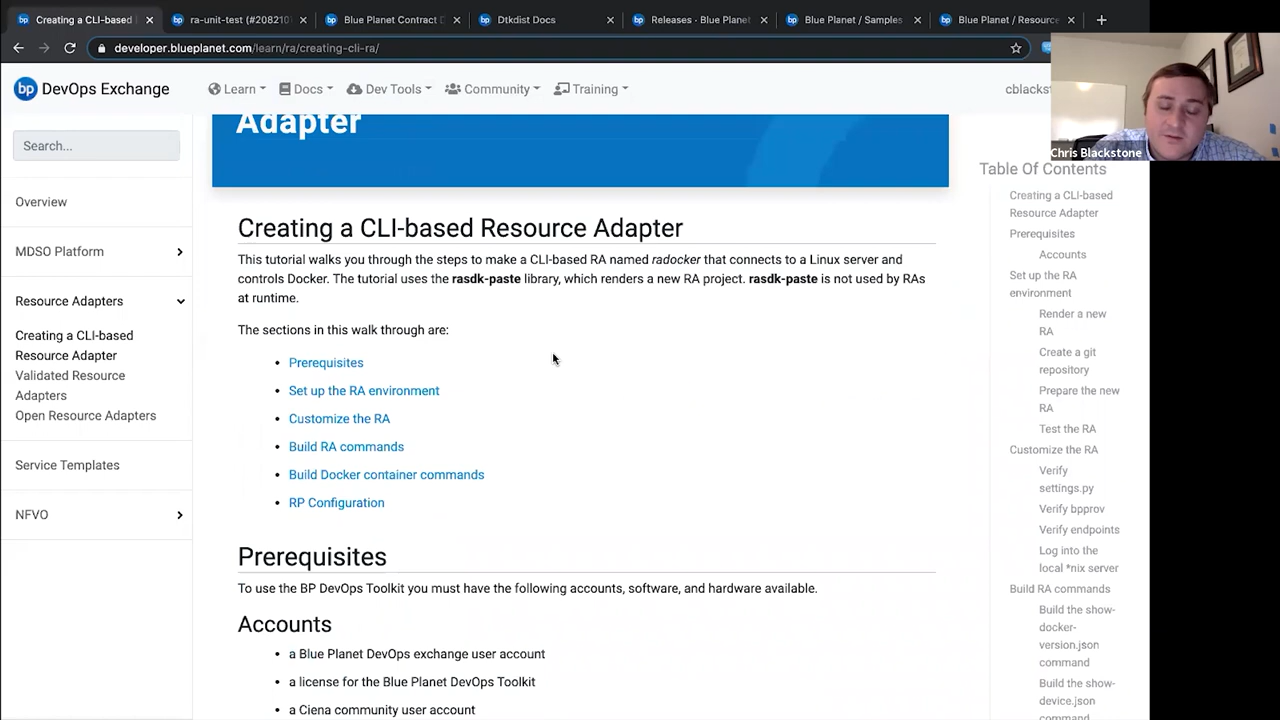 Creating a CLI-based
ra-unit-test (#20821
Blue Planet Contract D
Dtkdist Docs
Releases · Blue Planet
Blue Planet / Samples
Blue Planet / Resource
developer.blueplanet.com/learn/ra/creating-cli-ra/
bp DevOps Exchange
Learn
Docs
Dev Tools
Community
Training
cblackst
Chris Blackstone
Search...
Overview
MDSO Platform
Resource Adapters
Creating a CLI-based
Resource Adapter
Validated Resource
Adapters
Open Resource Adapters
Service Templates
NFVO
Adapter
Creating a CLI-based Resource Adapter
This tutorial walks you through the steps to make a CLI-based RA named radocker that connects to a Linux server and
controls Docker. The tutorial uses the rasdk-paste library, which renders a new RA project. rasdk-paste is not used by RAs
at runtime.
The sections in this walk through are:
• Prerequisites
• Set up the RA environment
• Customize the RA
• Build RA commands
• Build Docker container commands
• RP Configuration
Prerequisites
To use the BP DevOps Toolkit you must have the following accounts, software, and hardware available.
Accounts
• a Blue Planet DevOps exchange user account
• a license for the Blue Planet DevOps Toolkit
• a Ciena community user account
Table Of Contents
Creating a CLI-based
Resource Adapter
Prerequisites
Accounts
Set up the RA
environment
Render a new
RA
Create a git
repository
Prepare the new
RA
Test the RA
Customize the RA
Verify
settings.py
Verify bpprov
Verify endpoints
Log into the
local *nix server
Build RA commands
Build the show-
docker-
version.json
command
Build the show-
device.json
command